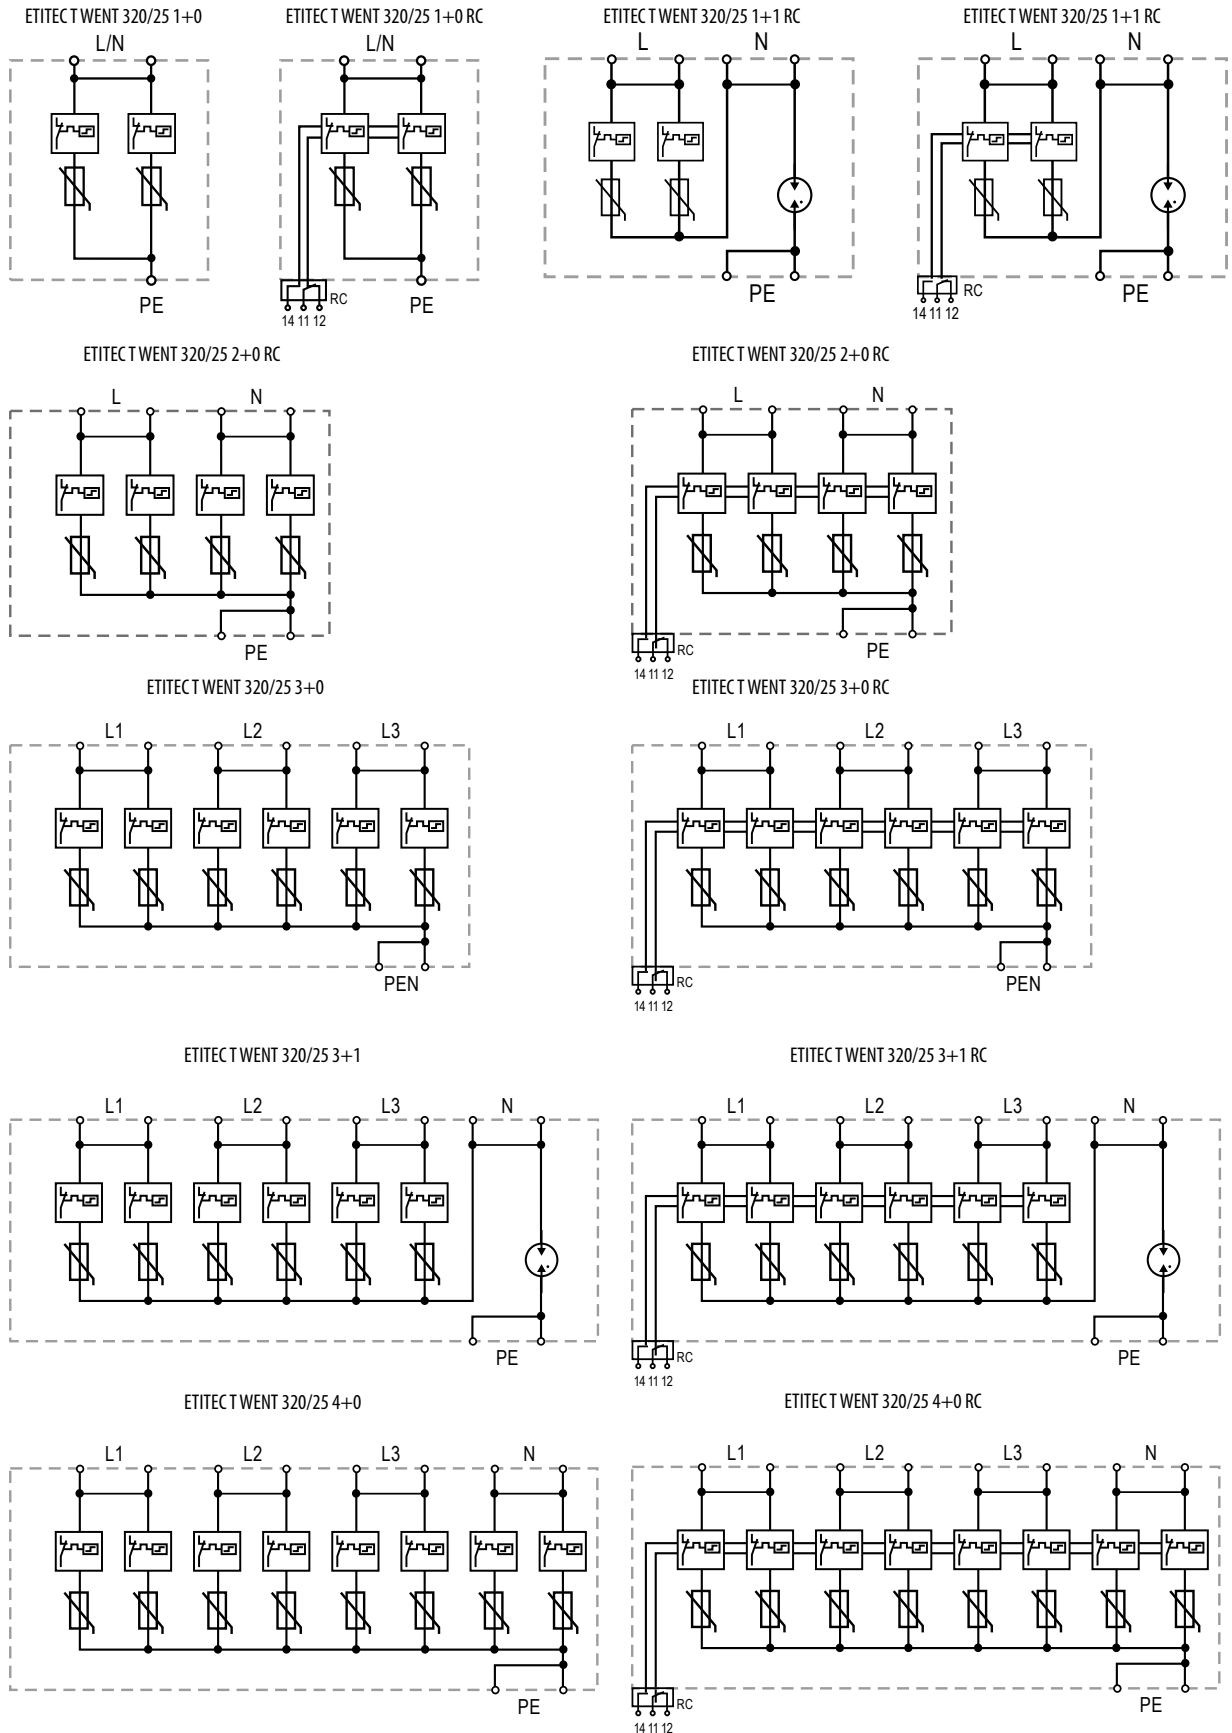 ETITEC T WENT 320/25 1+0
ETITEC T WENT 320/25 1+0 RC
ETITEC T WENT 320/25 1+1 RC
ETITEC T WENT 320/25 1+1 RC
L/N
L/N
L N
L N
PE
RC
14 11 12
PE
PE
RC
14 11 12
PE
ETITEC T WENT 320/25 2+0 RC
ETITEC T WENT 320/25 2+0 RC
L N
L N
PE
RC
14 11 12
PE
ETITEC T WENT 320/25 3+0
ETITEC T WENT 320/25 3+0 RC
L1 L2 L3
L1 L2 L3
PEN
RC
14 11 12
PEN
ETITEC T WENT 320/25 3+1
ETITEC T WENT 320/25 3+1 RC
L1 L2 L3 N
L1 L2 L3 N
PE
RC
14 11 12
PE
ETITEC T WENT 320/25 4+0
ETITEC T WENT 320/25 4+0 RC
L1 L2 L3 N
L1 L2 L3 N
PE
RC
14 11 12
PE